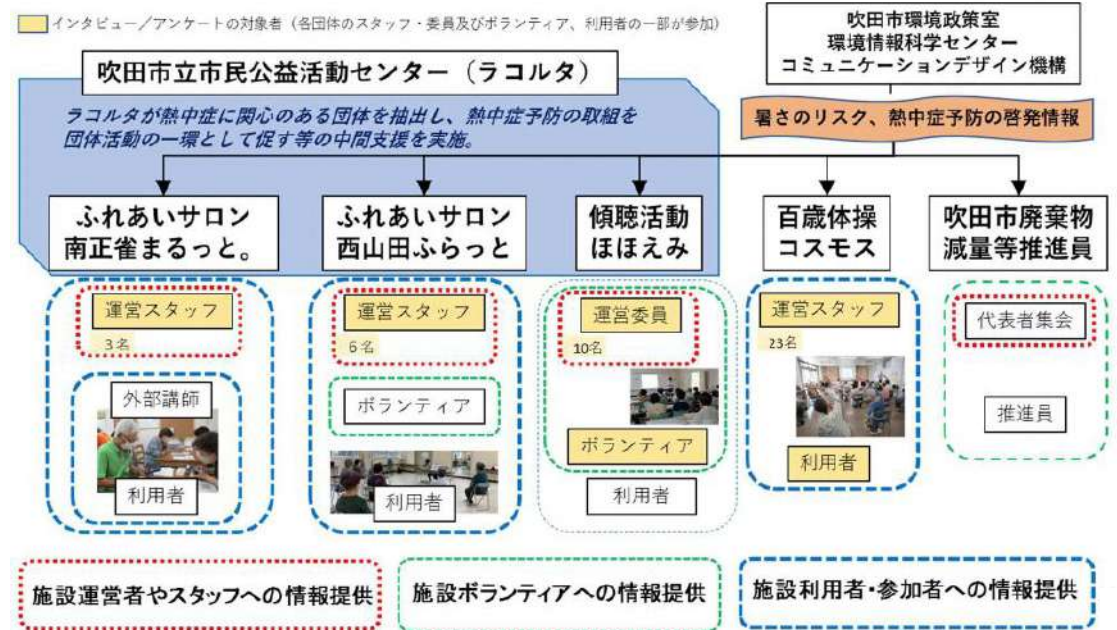 インタビュー／アンケートの対象者（各団体のスタッフ・委員及びボランティア、利用者の一部が参加）
吹田市環境政策室
環境情報科学センター
コミュニケーションデザイン機構
吹田市立市民公益活動センター（ラコルタ）
ラコルタが熱中症に関心のある団体を抽出し、熱中症予防の取組を
団体活動の一環として促す等の中間支援を実施。
暑さのリスク、熱中症予防の啓発情報
ふれあいサロン
南正雀まるっと。
ふれあいサロン
西山田ふらっと
傾聴活動
ほほえみ
百歳体操
コスモス
吹田市廃棄物
減量等推進員
運営スタッフ
3名
外部講師
利用者
運営スタッフ
6名
ボランティア
利用者
運営委員
10名
ボランティア
利用者
運営スタッフ
23名
利用者
代表者集会
推進員
施設運営者やスタッフへの情報提供
施設ボランティアへの情報提供
施設利用者・参加者への情報提供